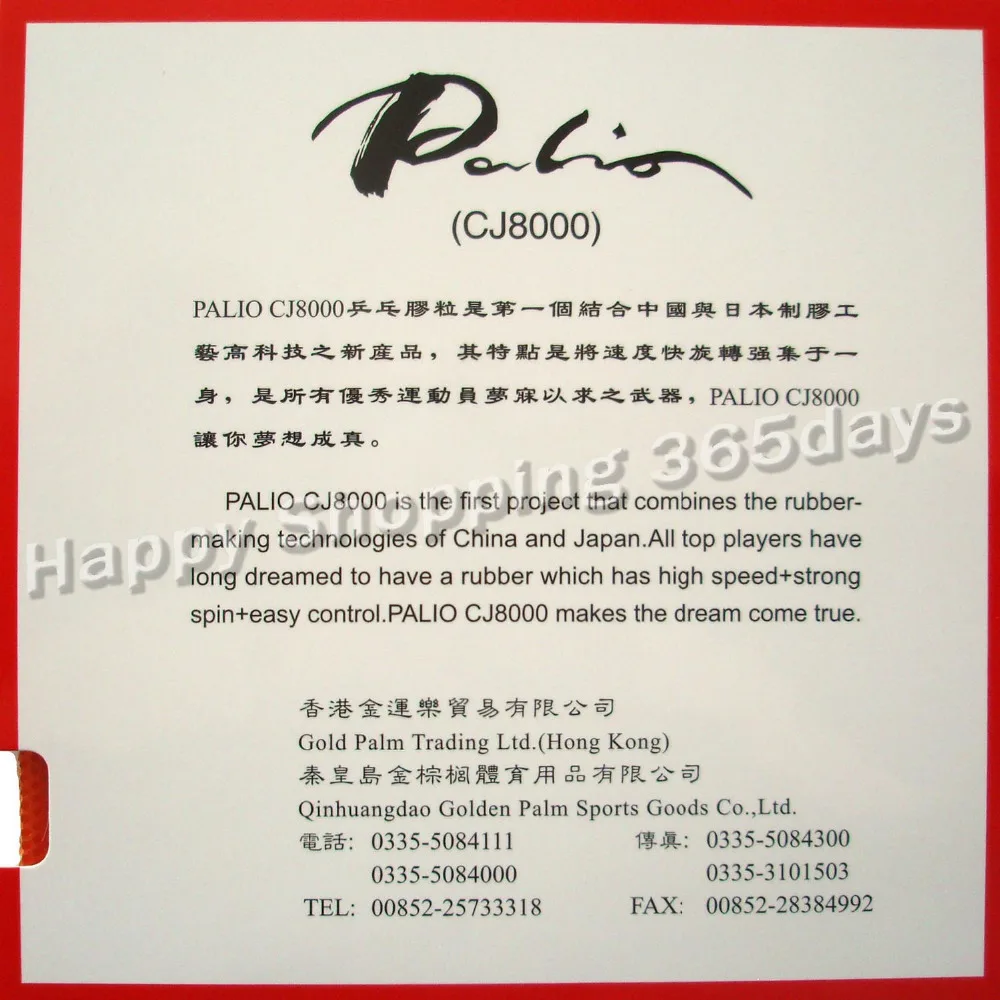 Palio
(CJ8000)
PALIO CJ8000乒乓膠粒是第一個結合中國與日本制膠工
藝高科技之新産品，其特點是將速度快旋轉强集于一
身，是所有優秀運動員夢寐以求之武器，PALIO CJ8000
讓你夢想成真。
PALIO CJ8000 is the first project that combines the rubber-
making technologies of China and Japan.All top players have
long dreamed to have a rubber which has high speed+strong
spin+easy control.PALIO CJ8000 makes the dream come true.
Happy Shopping 365days
香港金運樂貿易有限公司
Gold Palm Trading Ltd.(Hong Kong)
秦皇島金棕櫚體育用品有限公司
Qinhuangdao Golden Palm Sports Goods Co.,Ltd.
電話: 0335-5084111 傳真: 0335-5084300
0335-5084000 0335-3101503
TEL: 00852-25733318 FAX: 00852-28384992